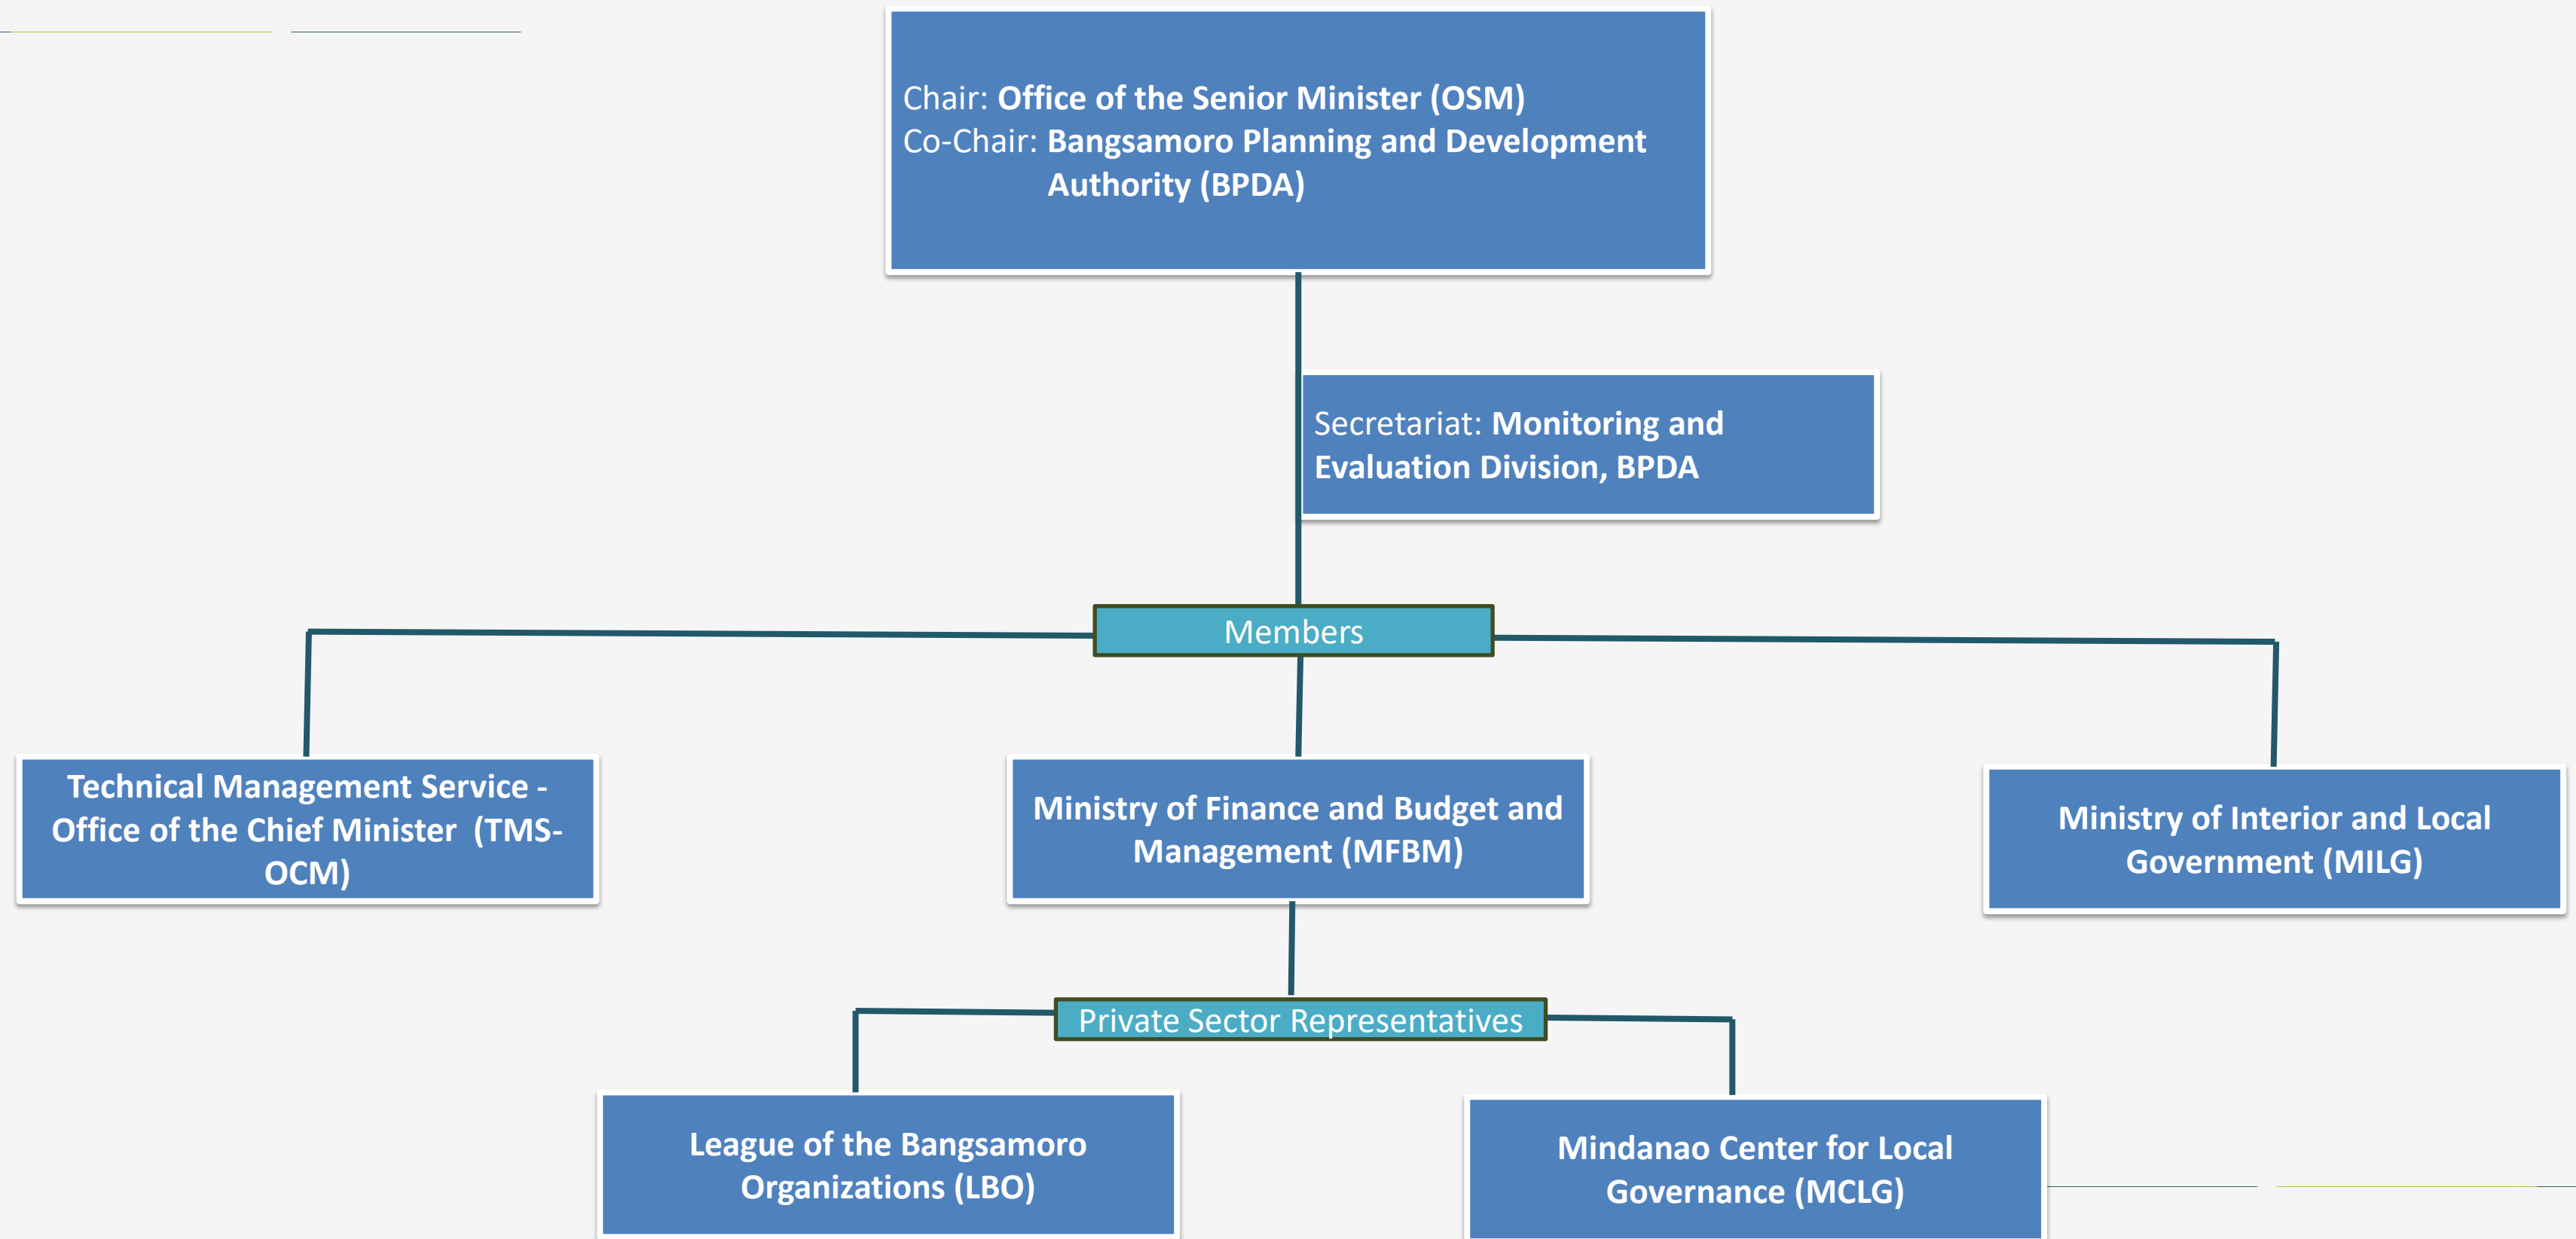 Chair: Office of the Senior Minister (OSM)
Co-Chair: Bangsamoro Planning and Development
Authority (BPDA)
Secretariat: Monitoring and
Evaluation Division, BPDA
Members
Technical Management Service -
Office of the Chief Minister (TMS-
OCM)
Ministry of Finance and Budget and
Management (MFBM)
Ministry of Interior and Local
Government (MILG)
Private Sector Representatives
League of the Bangsamoro
Organizations (LBO)
Mindanao Center for Local
Governance (MCLG)